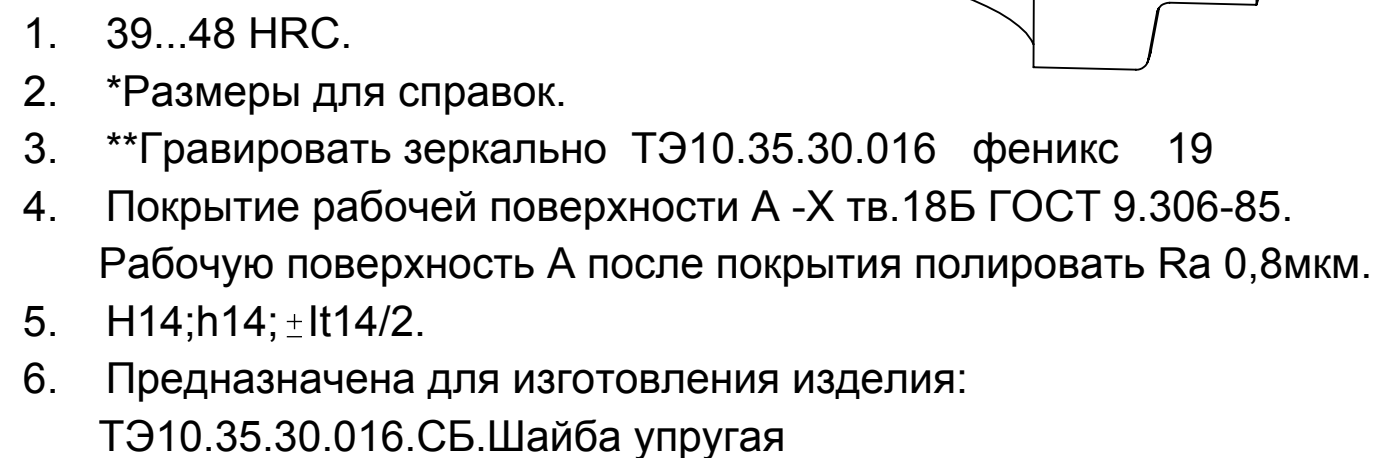 1. 39...48 HRC.
2. *Размеры для справок.
3. **Гравировать зеркально ТЭ10.35.30.016 феникс 19
4. Покрытие рабочей поверхности А -Х тв.18Б ГОСТ 9.306-85.
Рабочую поверхность А после покрытия полировать Ra 0,8мкм.
5. H14;h14; ±It14/2.
6. Предназначена для изготовления изделия:
ТЭ10.35.30.016.СБ.Шайба упругая